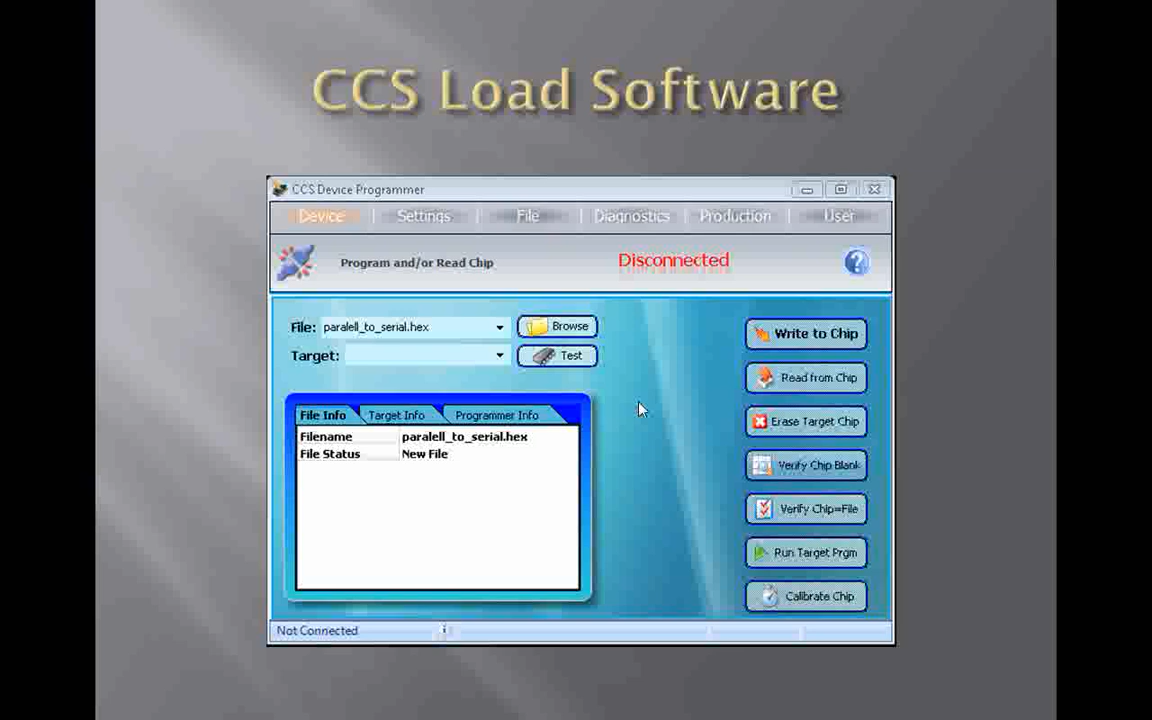 CCS Load Software
CCS Device Programmer
Device Settings File Diagnostics Production User
Program and/or Read Chip Disconnected
File: paralell_to_serial.hex Browse
Target: Test
Write to Chip
Read from Chip
Erase Target Chip
Verify Chip Blank
Verify Chip=File
Run Target Prgm
Calibrate Chip
File Info Target Info Programmer Info
Filename paralell_to_serial.hex
File Status New File
Not Connected